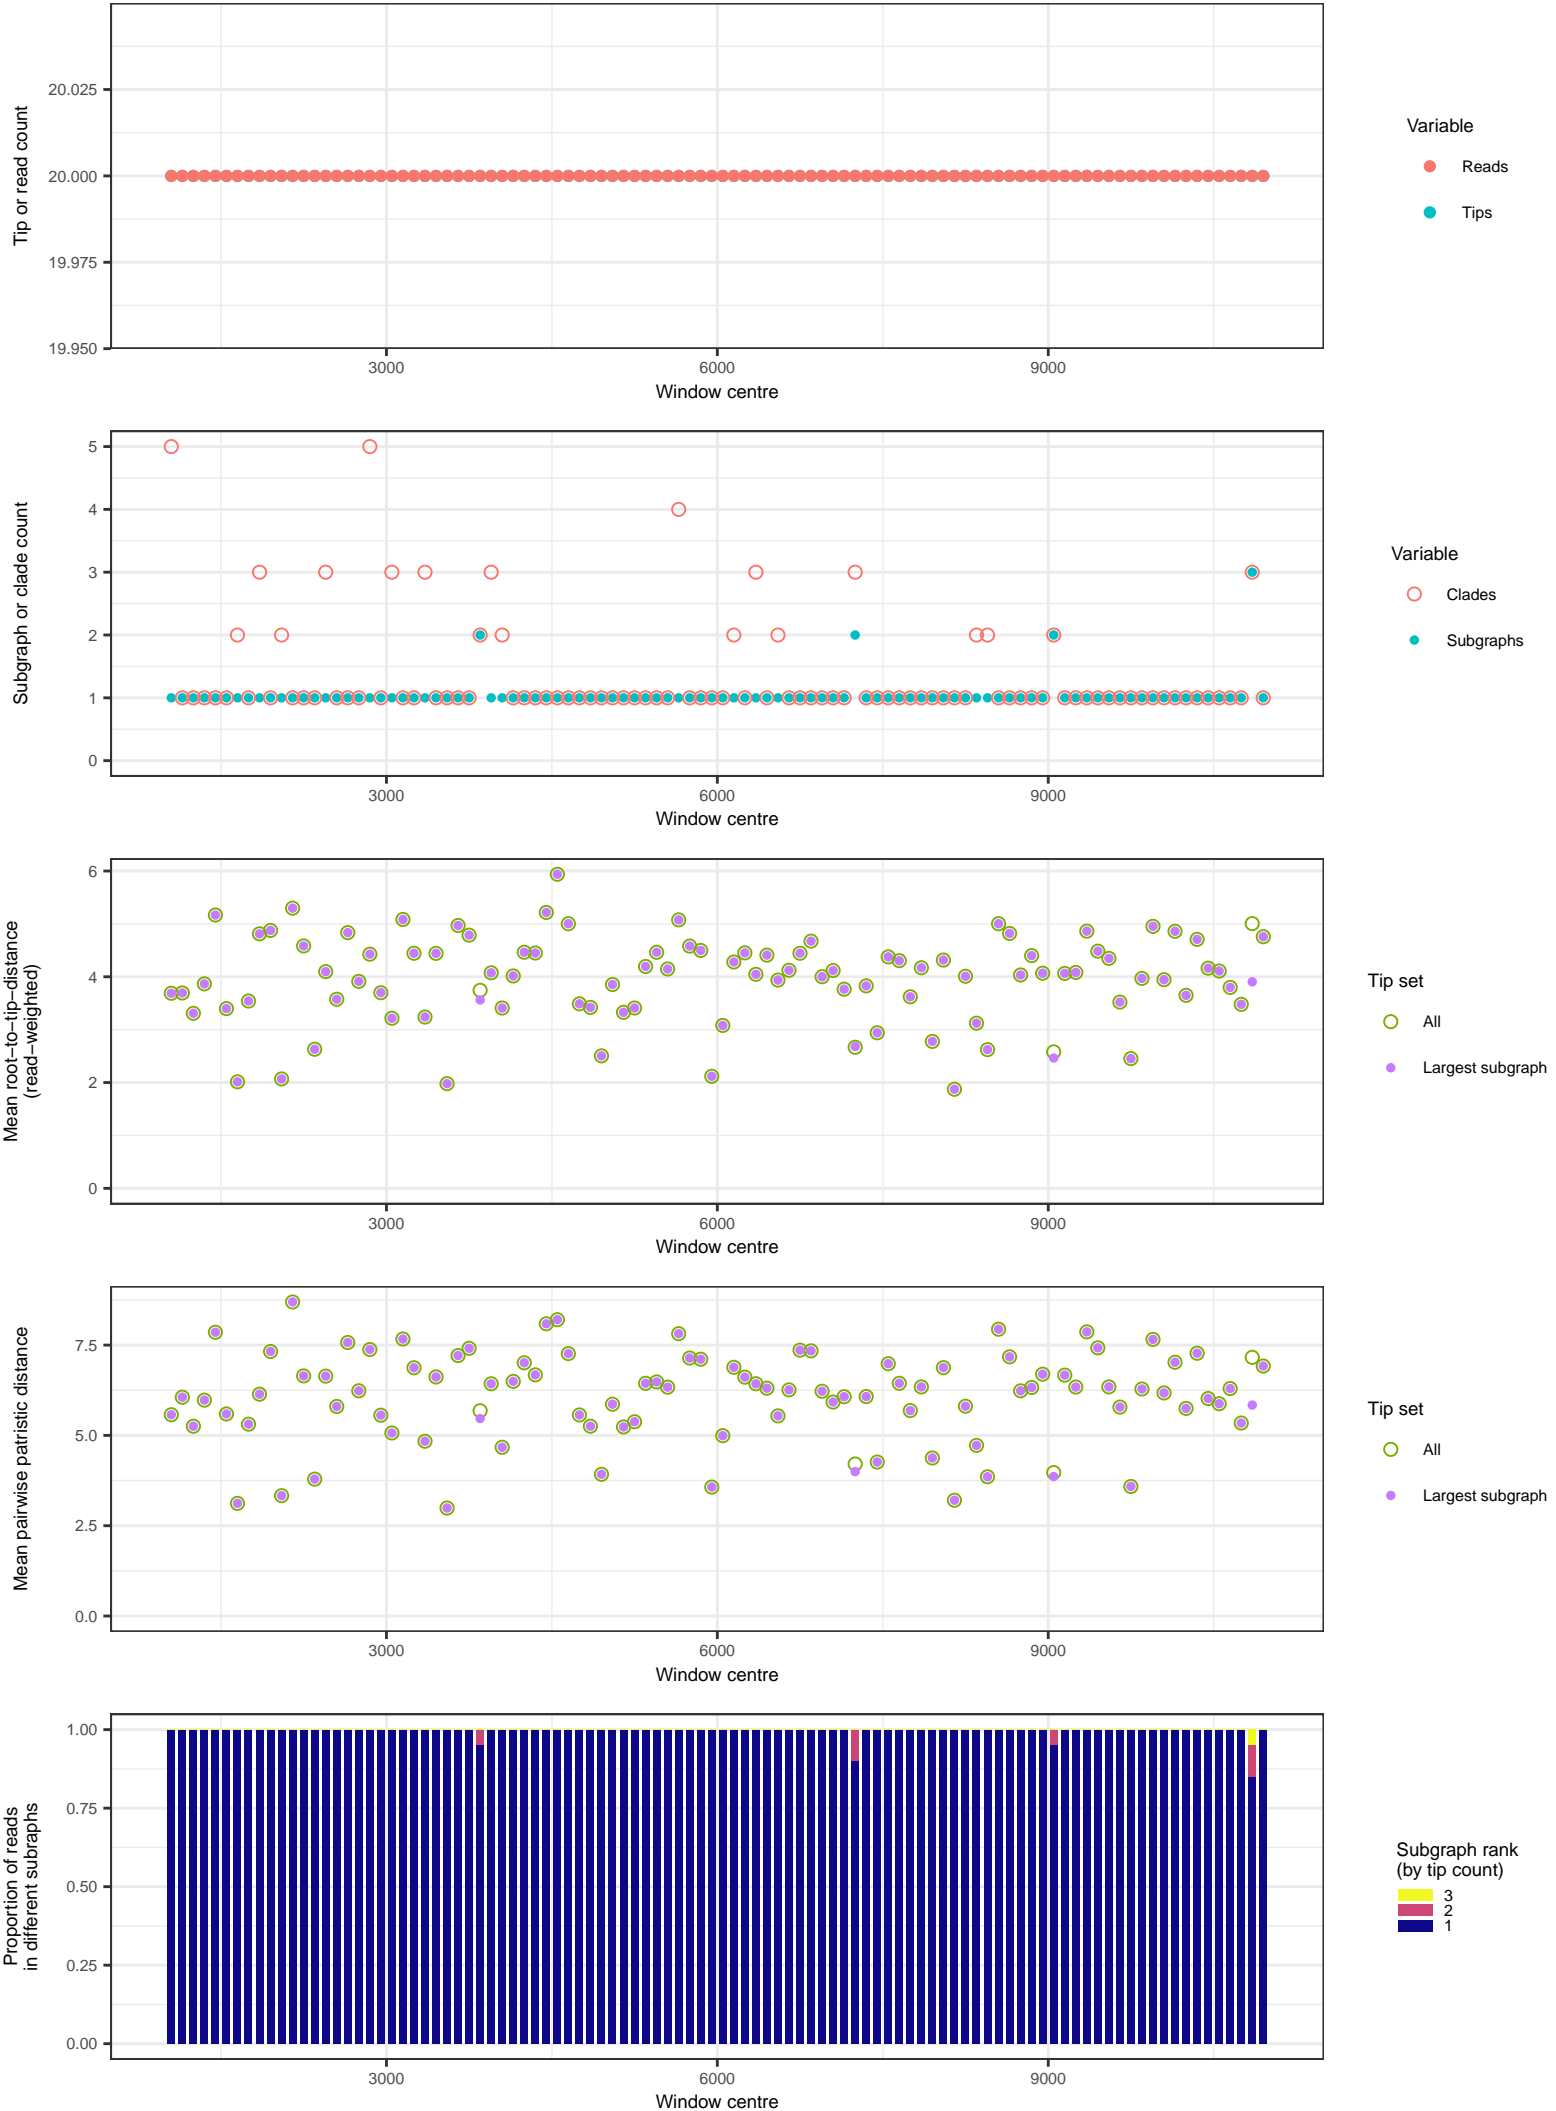 Tip or read count
20.025
20.000
19.975
19.950
3000 6000 9000
Window centre
Variable
Reads
Tips
Subgraph or clade count
5
4
3
2
1
0
3000 6000 9000
Window centre
Variable
Clades
Subgraphs
Mean root−to−tip−distance
(read−weighted)
6
4
2
0
3000 6000 9000
Window centre
Tip set
All
Largest subgraph
Mean pairwise patristic distance
7.5
5.0
2.5
0.0
3000 6000 9000
Window centre
Tip set
All
Largest subgraph
Proportion of reads
in different subraphs
1.00
0.75
0.50
0.25
0.00
3000 6000 9000
Window centre
Subgraph rank
(by tip count)
3
2
1